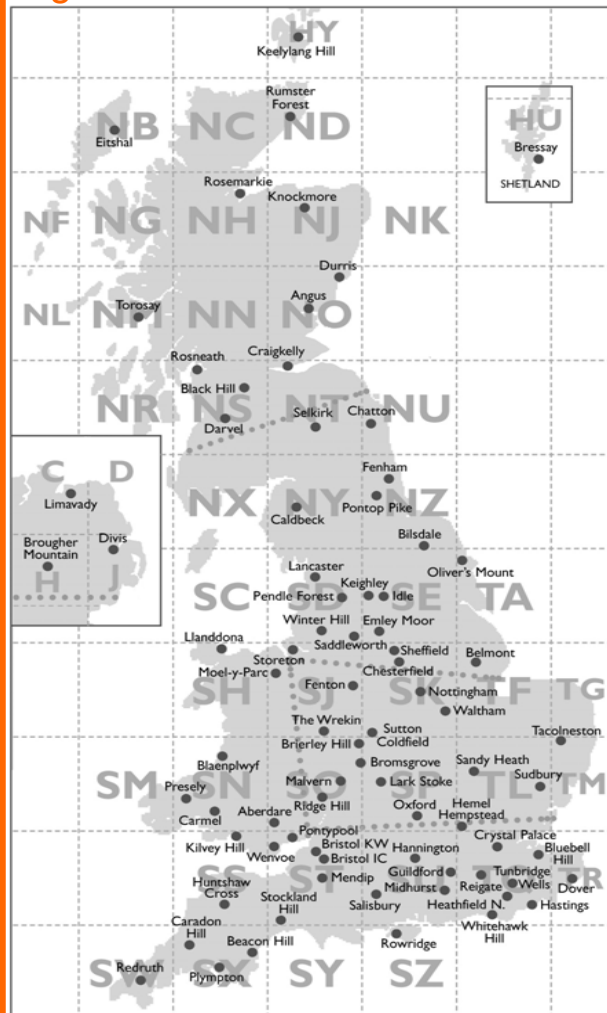 HY
Keelylang Hill
Rumster
Forest
NB
NC
ND
HU
Eitshal
Bressay
SHETLAND
Rosemarkie
Knockmore
NF
NG
NH
NJ
NK
Durris
Angus
Torosay
NL
NM
NN
NO
Rosneath
Craigkelly
Black Hill
NR
NS
NT
NU
Darvel
Selkirk
Chatton
C
D
Limavady
Fenham
NX
NY
NZ
Pontop Pike
Caldbeck
Brougher
Mountain
Divis
H
J
Bilsdale
Oliver's Mount
Lancaster
Keighley
SC
SD
SE
TA
Pendle Forest
Idle
Winter Hill
Emley Moor
Llanddona
Saddleworth
Sheffield
Belmont
Storeton
Chesterfield
Moel-y-Parc
SH
SJ
SK
TF
TG
Fenton
Nottingham
Waltham
The Wrekin
Sutton
Coldfield
Tacolneston
Brierley Hill
Blaenplwyf
Bromsgrove
Sandy Heath
SM
SN
SO
TL
TM
Malvern
Lark Stoke
Sudbury
Presely
Ridge Hill
Carmel
Aberdare
Oxford
Hemel
Hempstead
Pontypool
Crystal Palace
Kilvey Hill
Wenvoe
Bristol KW
Bristol IC
Hannington
Bluebell
Hill
SS
ST
SU
TQ
TR
Mendip
Guildford
Tunbridge
Wells
Huntshaw
Cross
Midhurst
Reigate
Dover
Stockland
Hill
Salisbury
Heathfield N.
Hastings
Caradon
Hill
Beacon Hill
Rowridge
Whitehawk
Hill
SW
SX
SY
SZ
Redruth
Plympton